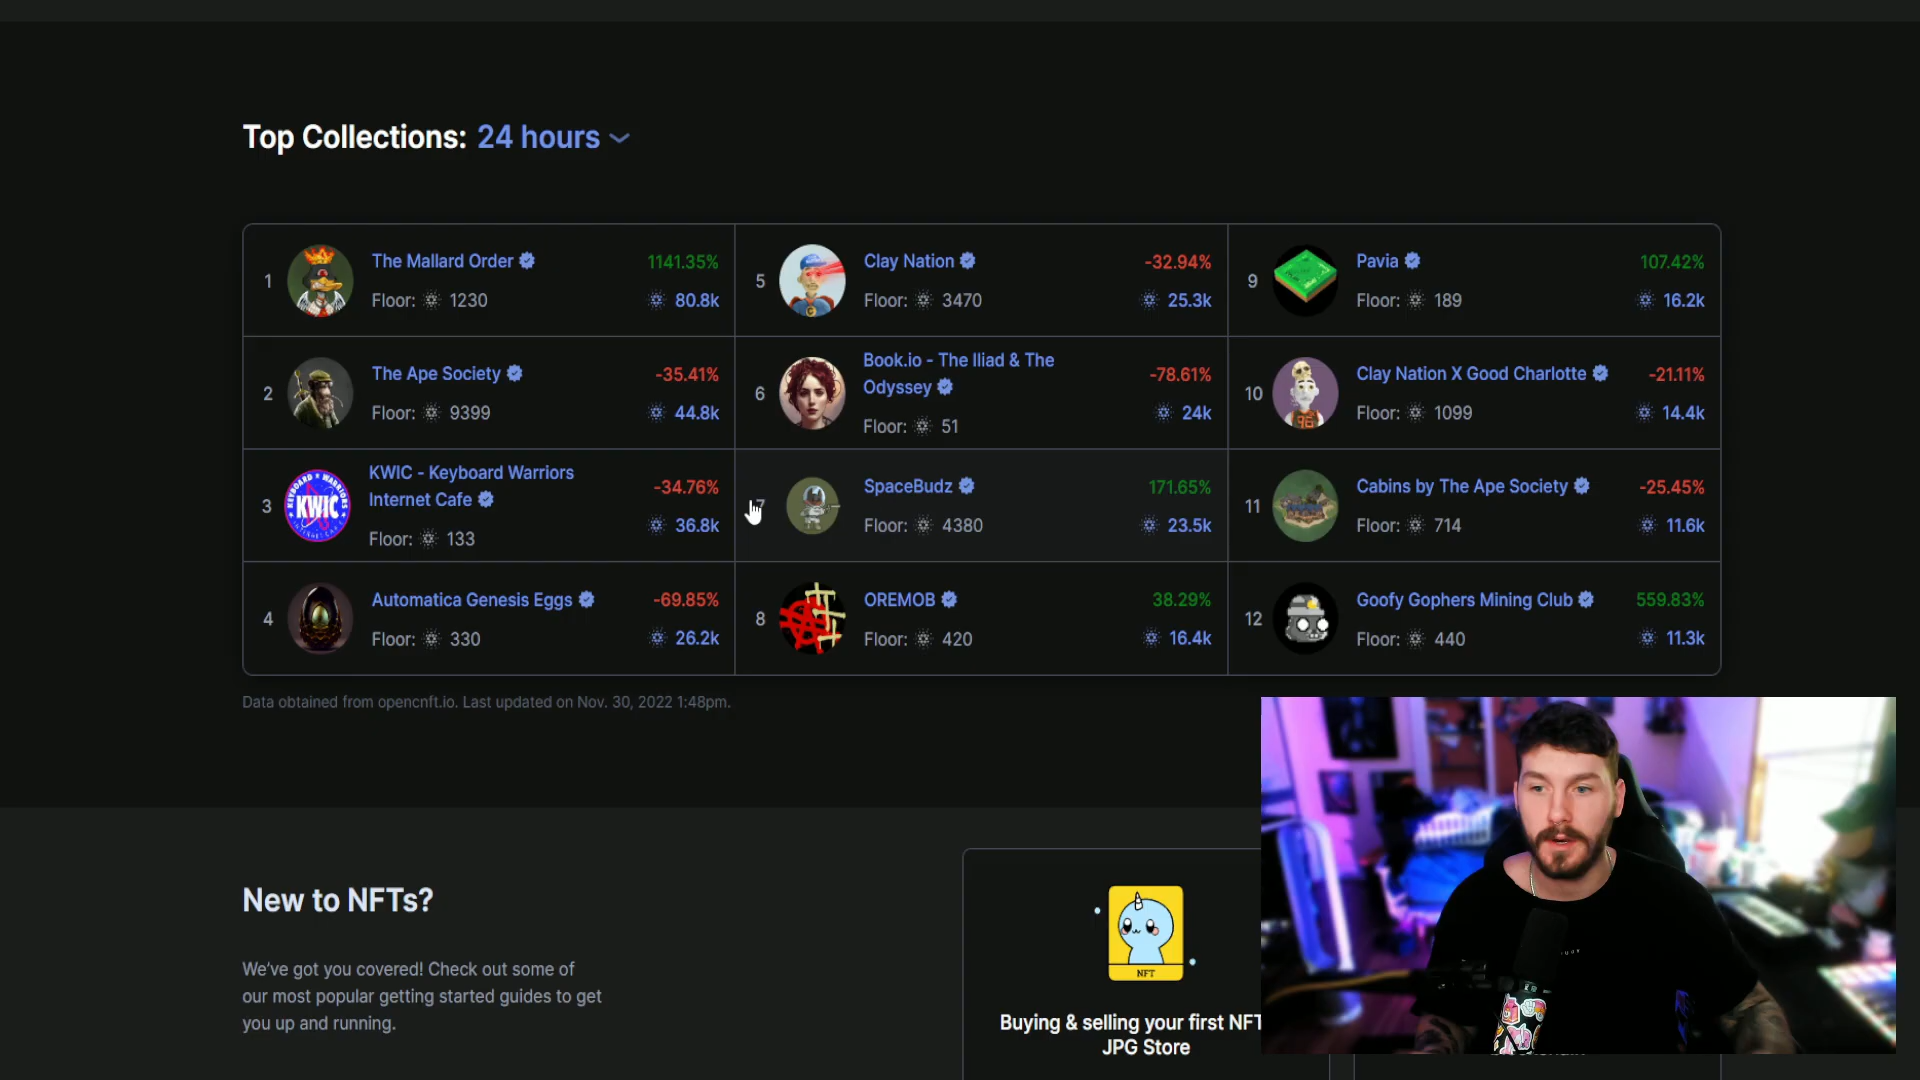 Top Collections: 24 hours
1
The Mallard Order
1141.35%
Floor: 1230
80.8k
2
The Ape Society
-35.41%
Floor: 9399
44.8k
3
KEYBOARD WARRIORS
KWIC
INTERNET CAFE
KWIC - Keyboard Warriors
Internet Cafe
-34.76%
Floor: 133
36.8k
4
Automatica Genesis Eggs
-69.85%
Floor: 330
26.2k
5
Clay Nation
-32.94%
Floor: 3470
25.3k
6
Book.io - The Iliad & The
Odyssey
-78.61%
Floor: 51
24k
7
SpaceBudz
171.65%
Floor: 4380
23.5k
8
OREMOB
38.29%
Floor: 420
16.4k
9
Pavia
107.42%
Floor: 189
16.2k
10
Clay Nation X Good Charlotte
-21.11%
Floor: 1099
14.4k
11
Cabins by The Ape Society
-25.45%
Floor: 714
11.6k
12
Goofy Gophers Mining Club
559.83%
Floor: 440
11.3k
Data obtained from opencnft.io. Last updated on Nov. 30, 2022 1:48pm.
New to NFTs?
We've got you covered! Check out some of
our most popular getting started guides to get
you up and running.
NFT
Buying & selling your first NFT
JPG Store